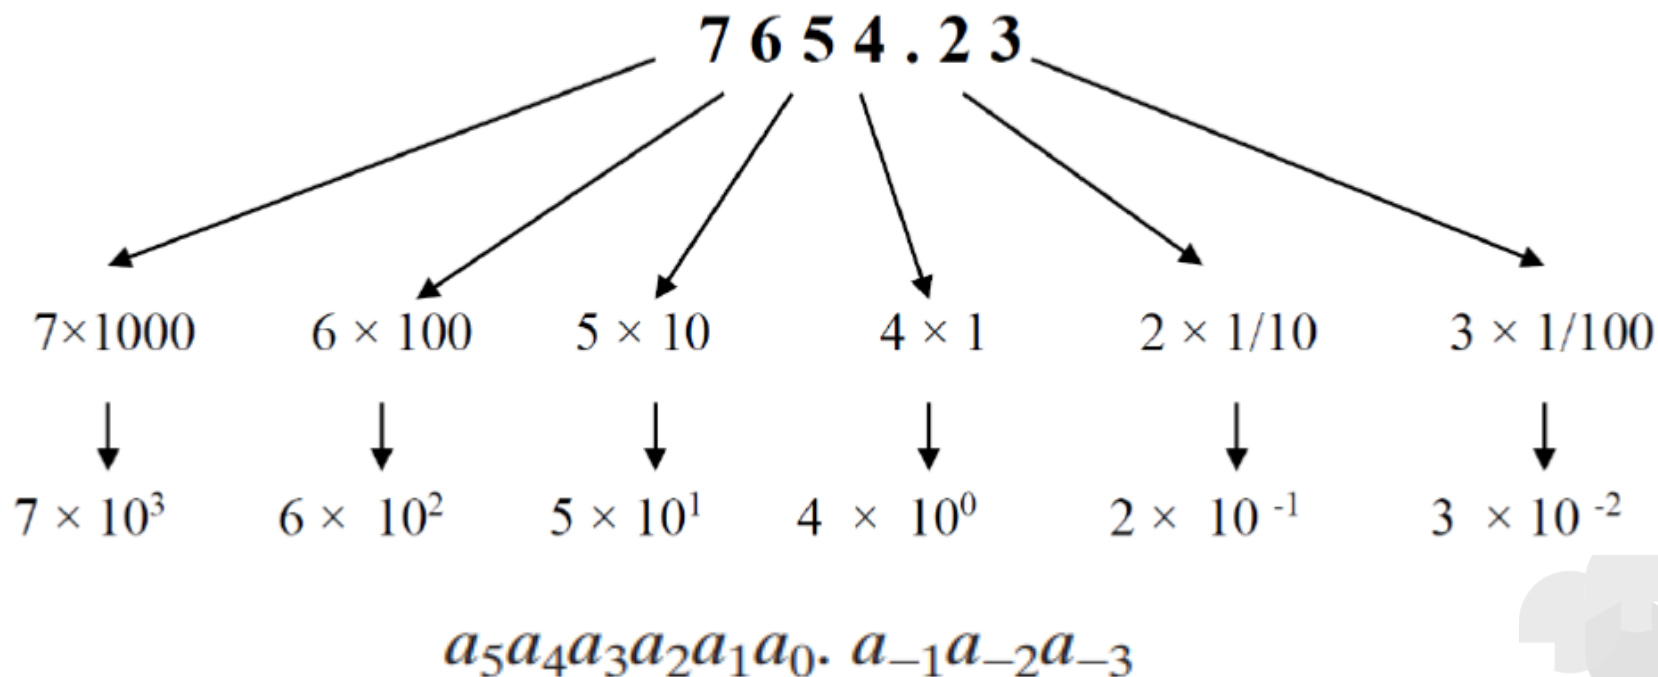 7 6 5 4 . 2 3
7×1000 6 × 100 5 × 10 4 × 1 2 × 1/10 3 × 1/100
7 × 10³ 6 × 10² 5 × 10¹ 4 × 10⁰ 2 × 10⁻¹ 3 × 10⁻²
a₅a₄a₃a₂a₁a₀. a₋₁a₋₂a₋₃